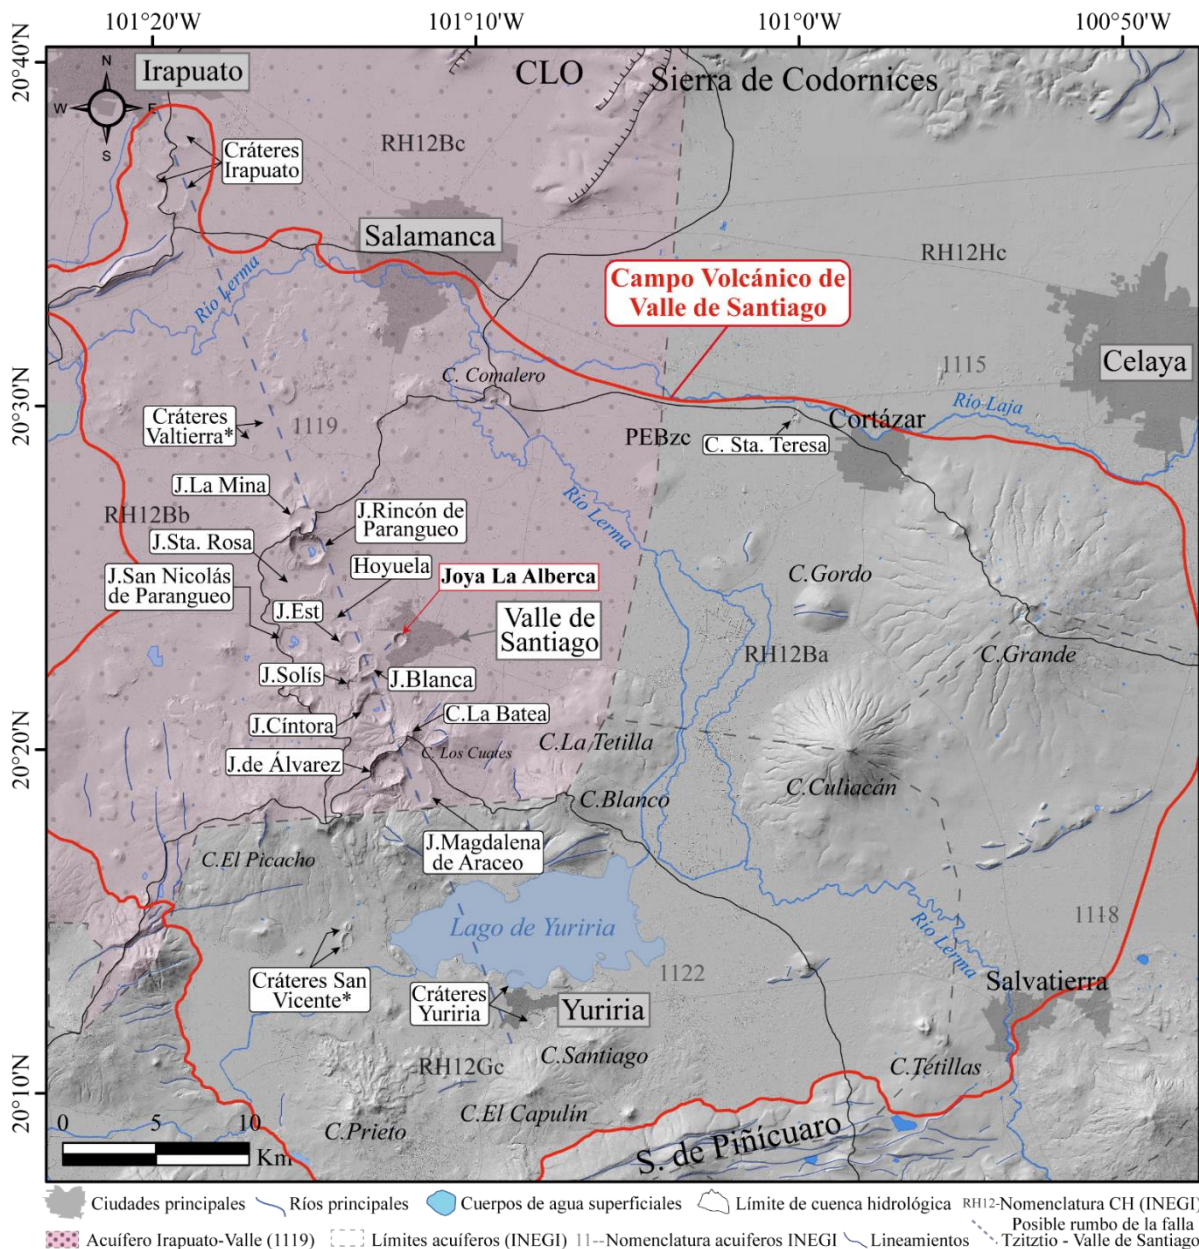 101°20'W 101°10'W 101°0'W 100°50'W
20°40'N
Irapuato
CLO
Sierra de Codornices
N
W E
S
RH12Bc
Cráteres
Irapuato
Salamanca
RH12Hc
Río Lerma
Campo Volcánico de
Valle de Santiago
Celaya
1115
C. Comalero
20°30'N
Río Laja
Cráteres
Valtierra*
1119
Cortázar
PEBzc
C. Sta. Teresa
J.La Mina
Río Lerma
RH12Bb
J.Rincón de
Parangueo
J.Sta. Rosa
Hoyuela
Joya La Alberca
J.San Nicolás
de Parangueo
C.Gordo
J.Est
Valle de
Santiago
RH12Ba
C.Grande
J.Solís
J.Blanca
J.Cíntora
C.La Batea
20°20'N
C. Los Cuates
C.La Tetilla
J.de Álvarez
C.Culiacán
C.Blanco
J.Magdalena
de Araceo
C.El Picacho
Lago de Yuriria
1118
Río Lerma
Cráteres San
Vicente*
1122
Salvatierra
Cráteres
Yuriria
Yuriria
C.Santiago
RH12Gc
C.Tétillas
20°10'N
C.El Capulín
C.Prieto
S. de Piñícuaro
0 5 10
Km
Ciudades principales Ríos principales Cuerpos de agua superficiales Límite de cuenca hidrológica RH12-Nomenclatura CH (INEGI)
Acuífero Irapuato-Valle (1119) Límites acuíferos (INEGI) 11--Nomenclatura acuiferos INEGI Lineamientos Posible rumbo de la falla
Tzitztio - Valle de Santiago